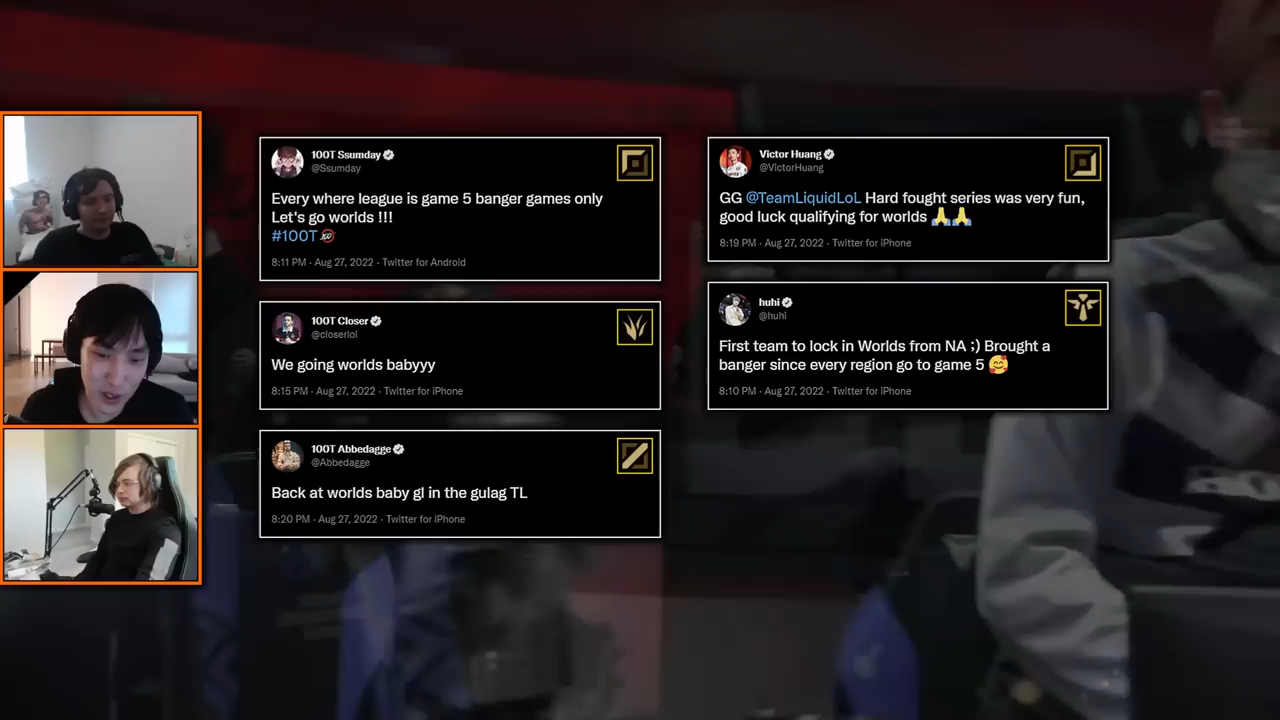 100T Ssumday
@Ssumday
Every where league is game 5 banger games only
Let's go worlds !!!
#100T
8:11 PM · Aug 27, 2022 · Twitter for Android
100T Closer
@closerlol
We going worlds babyyy
8:15 PM · Aug 27, 2022 · Twitter for iPhone
100T Abbedagge
@Abbedagge
Back at worlds baby gl in the gulag TL
8:20 PM · Aug 27, 2022 · Twitter for iPhone
Victor Huang
@VictorHuang
GG @TeamLiquidLoL Hard fought series was very fun,
good luck qualifying for worlds 🙏🙏
8:19 PM · Aug 27, 2022 · Twitter for iPhone
huhi
@huhi
First team to lock in Worlds from NA ;) Brought a
banger since every region go to game 5 🥰
8:10 PM · Aug 27, 2022 · Twitter for iPhone